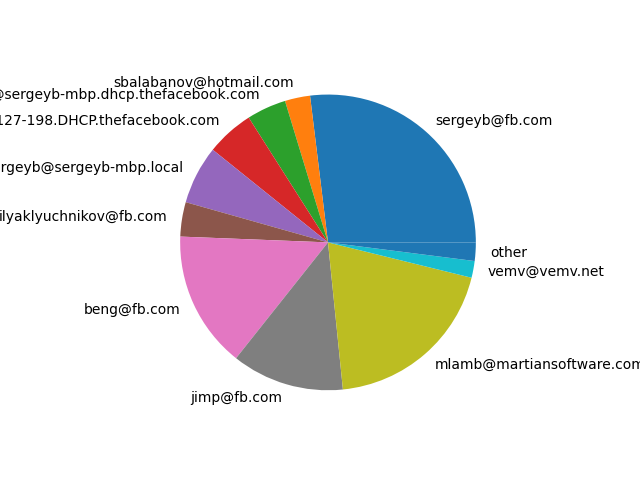 sbalabanov@hotmail.com
@sergeyb-mbp.dhcp.thefacebook.com
sergeyb@fb.com
127-198.DHCP.thefacebook.com
rgeyb@sergeyb-mbp.local
ilyaklyuchnikov@fb.com
other
vemv@vemv.net
beng@fb.com
mlamb@martiansoftware.com
jimp@fb.com